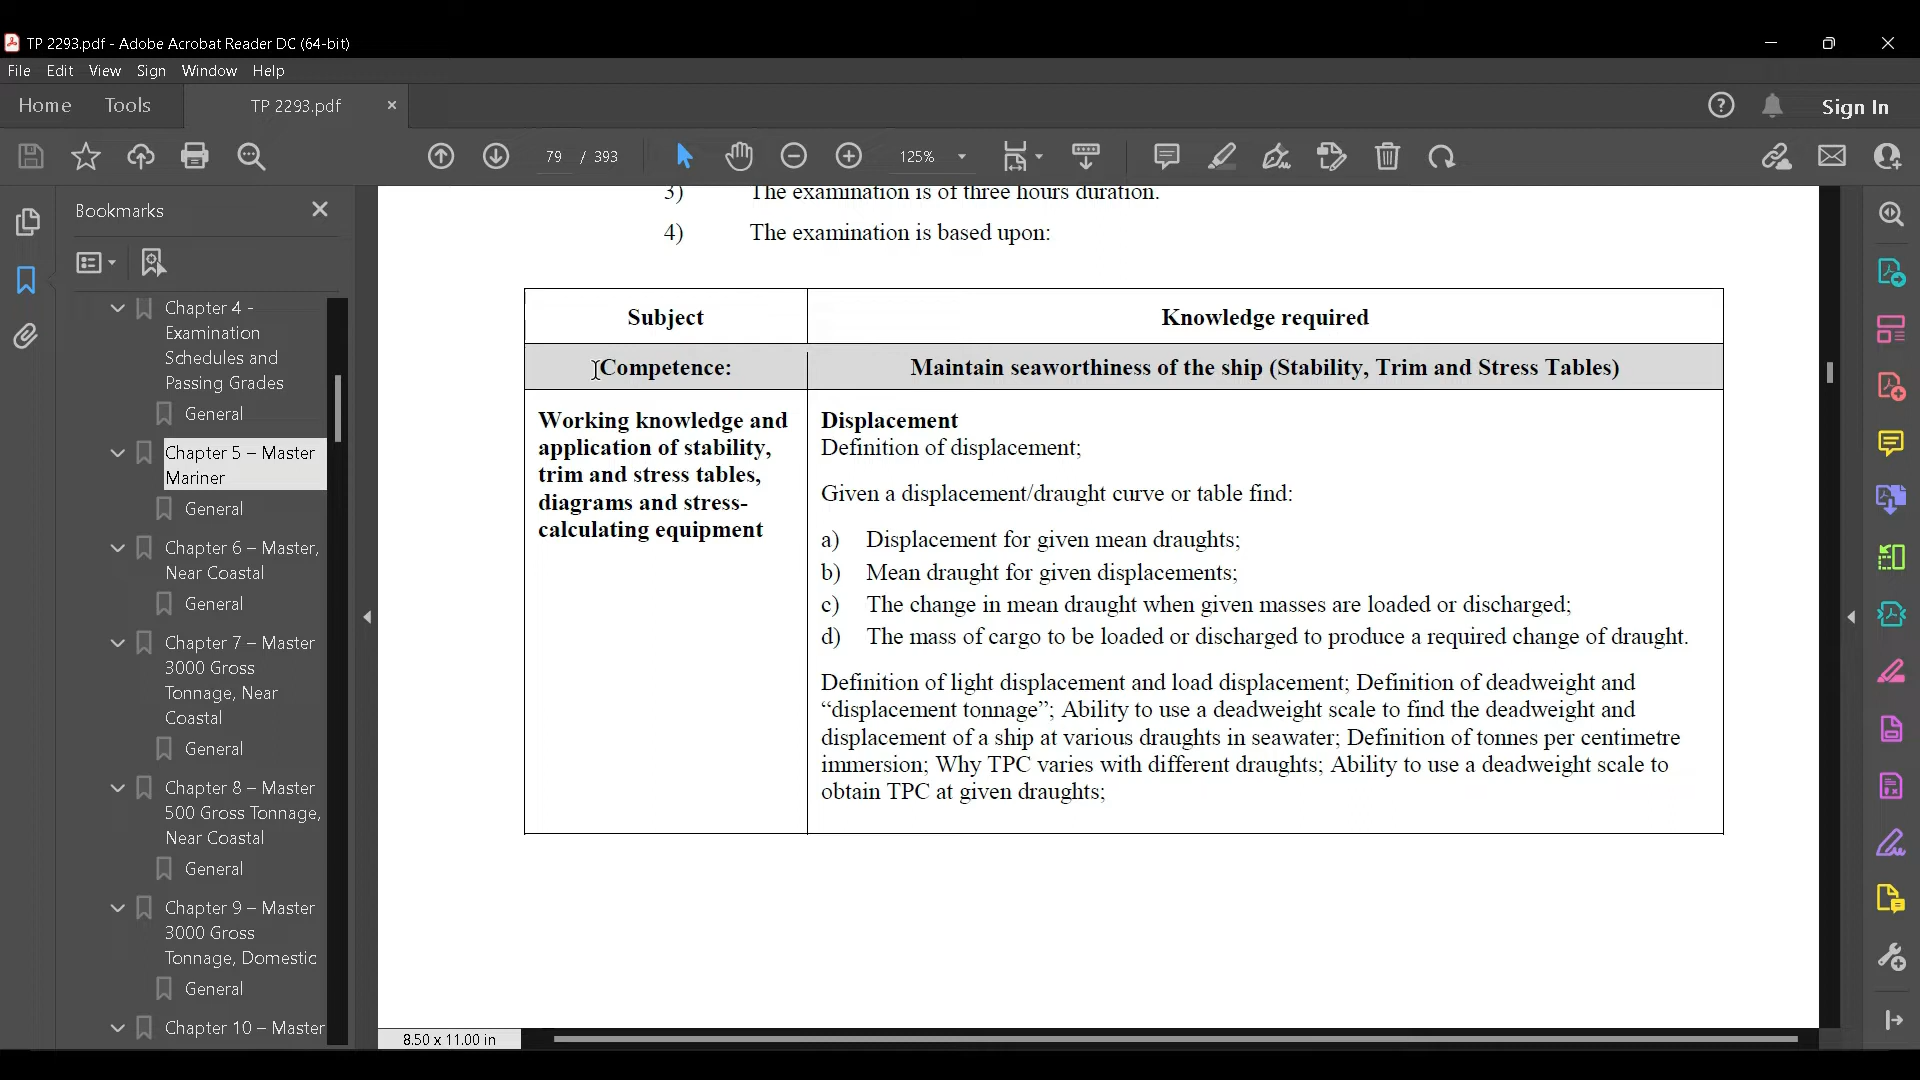 TP 2293.pdf - Adobe Acrobat Reader DC (64-bit)
File Edit View Sign Window Help
Home Tools TP 2293.pdf Sign In
79 / 393 125%
Bookmarks
Chapter 4 -
Examination
Schedules and
Passing Grades
General
Chapter 5 – Master
Mariner
General
Chapter 6 – Master,
Near Coastal
General
Chapter 7 – Master
3000 Gross
Tonnage, Near
Coastal
General
Chapter 8 – Master
500 Gross Tonnage,
Near Coastal
General
Chapter 9 – Master
3000 Gross
Tonnage, Domestic
General
Chapter 10 – Master
3) The examination is of three hours duration.
4) The examination is based upon:
Subject Knowledge required
Competence: Maintain seaworthiness of the ship (Stability, Trim and Stress Tables)
Working knowledge and
application of stability,
trim and stress tables,
diagrams and stress-
calculating equipment
Displacement
Definition of displacement;
Given a displacement/draught curve or table find:
a) Displacement for given mean draughts;
b) Mean draught for given displacements;
c) The change in mean draught when given masses are loaded or discharged;
d) The mass of cargo to be loaded or discharged to produce a required change of draught.
Definition of light displacement and load displacement; Definition of deadweight and
“displacement tonnage”; Ability to use a deadweight scale to find the deadweight and
displacement of a ship at various draughts in seawater; Definition of tonnes per centimetre
immersion; Why TPC varies with different draughts; Ability to use a deadweight scale to
obtain TPC at given draughts;
8.50 x 11.00 in